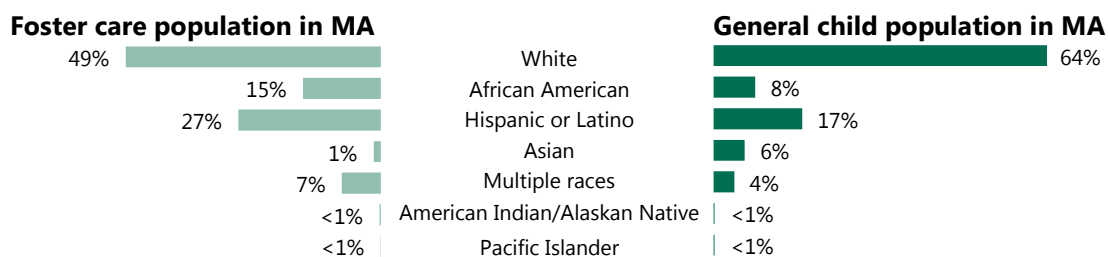 Foster care population in MA General child population in MA
49% White 64%
15% African American 8%
27% Hispanic or Latino 17%
1% Asian 6%
7% Multiple races 4%
<1% American Indian/Alaskan Native <1%
<1% Pacific Islander <1%